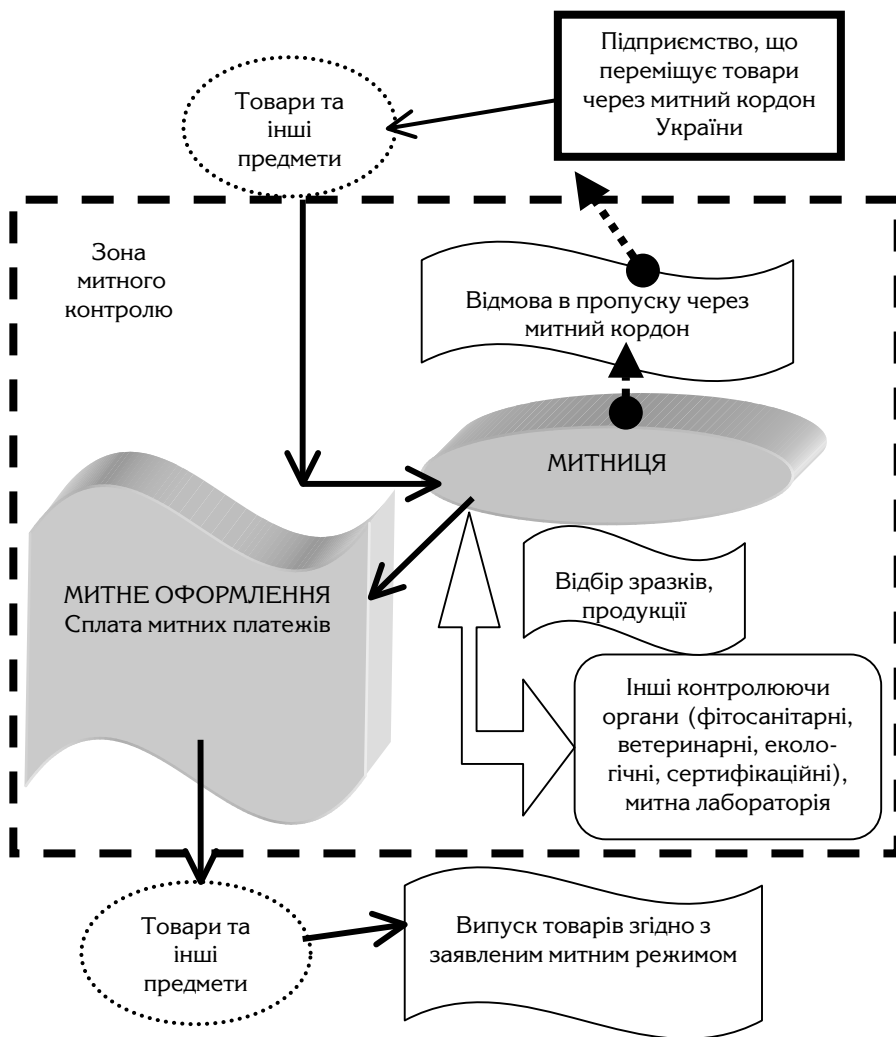 Підприємство, що
переміщує товари
через митний кордон
України
Товари та
інші
предмети
Зона
митного
контролю
Відмова в пропуску через
митний кордон
МИТНИЦЯ
МИТНЕ ОФОРМЛЕННЯ
Сплата митних платежів
Відбір зразків,
продукції
Інші контролюючи
органи (фітосанітарні,
ветеринарні, еколо-
гічні, сертифікаційні),
митна лабораторія
Товари та
інші
предмети
Випуск товарів згідно з
заявленим митним режимом